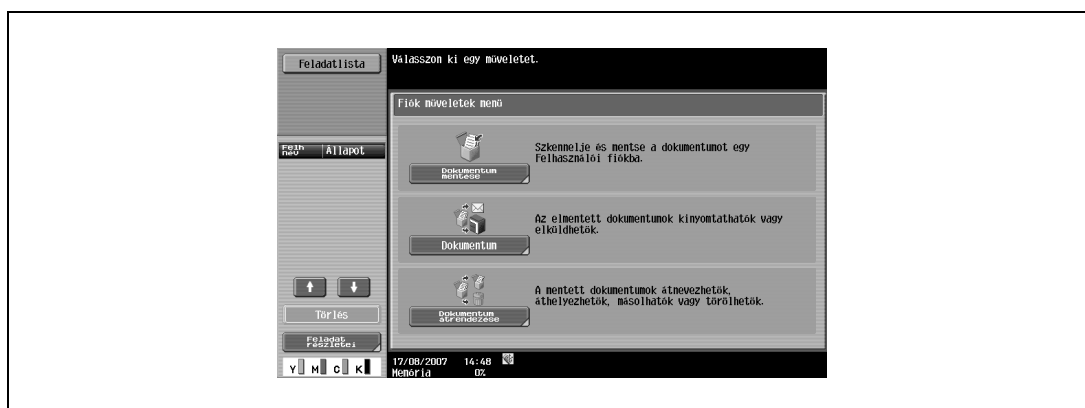 Feladatlista
Válasszon ki egy műveletet.
Fiók műveletek menü
Felh név
Állapot
Szkennelje és mentse a dokumentumot egy
Felhasználói fiókba.
Dokumentum
mentése
Az elmentett dokumentumok kinyomtathatók vagy
elküldhetők.
Dokumentum
A mentett dokumentumok átnevezhetők,
áthelyezhetők, másolhatók vagy törölhetők.
Dokumentum
átrendezése
Törlés
Feladat
részletei
Y M C K
17/08/2007 14:48
Memória 0%